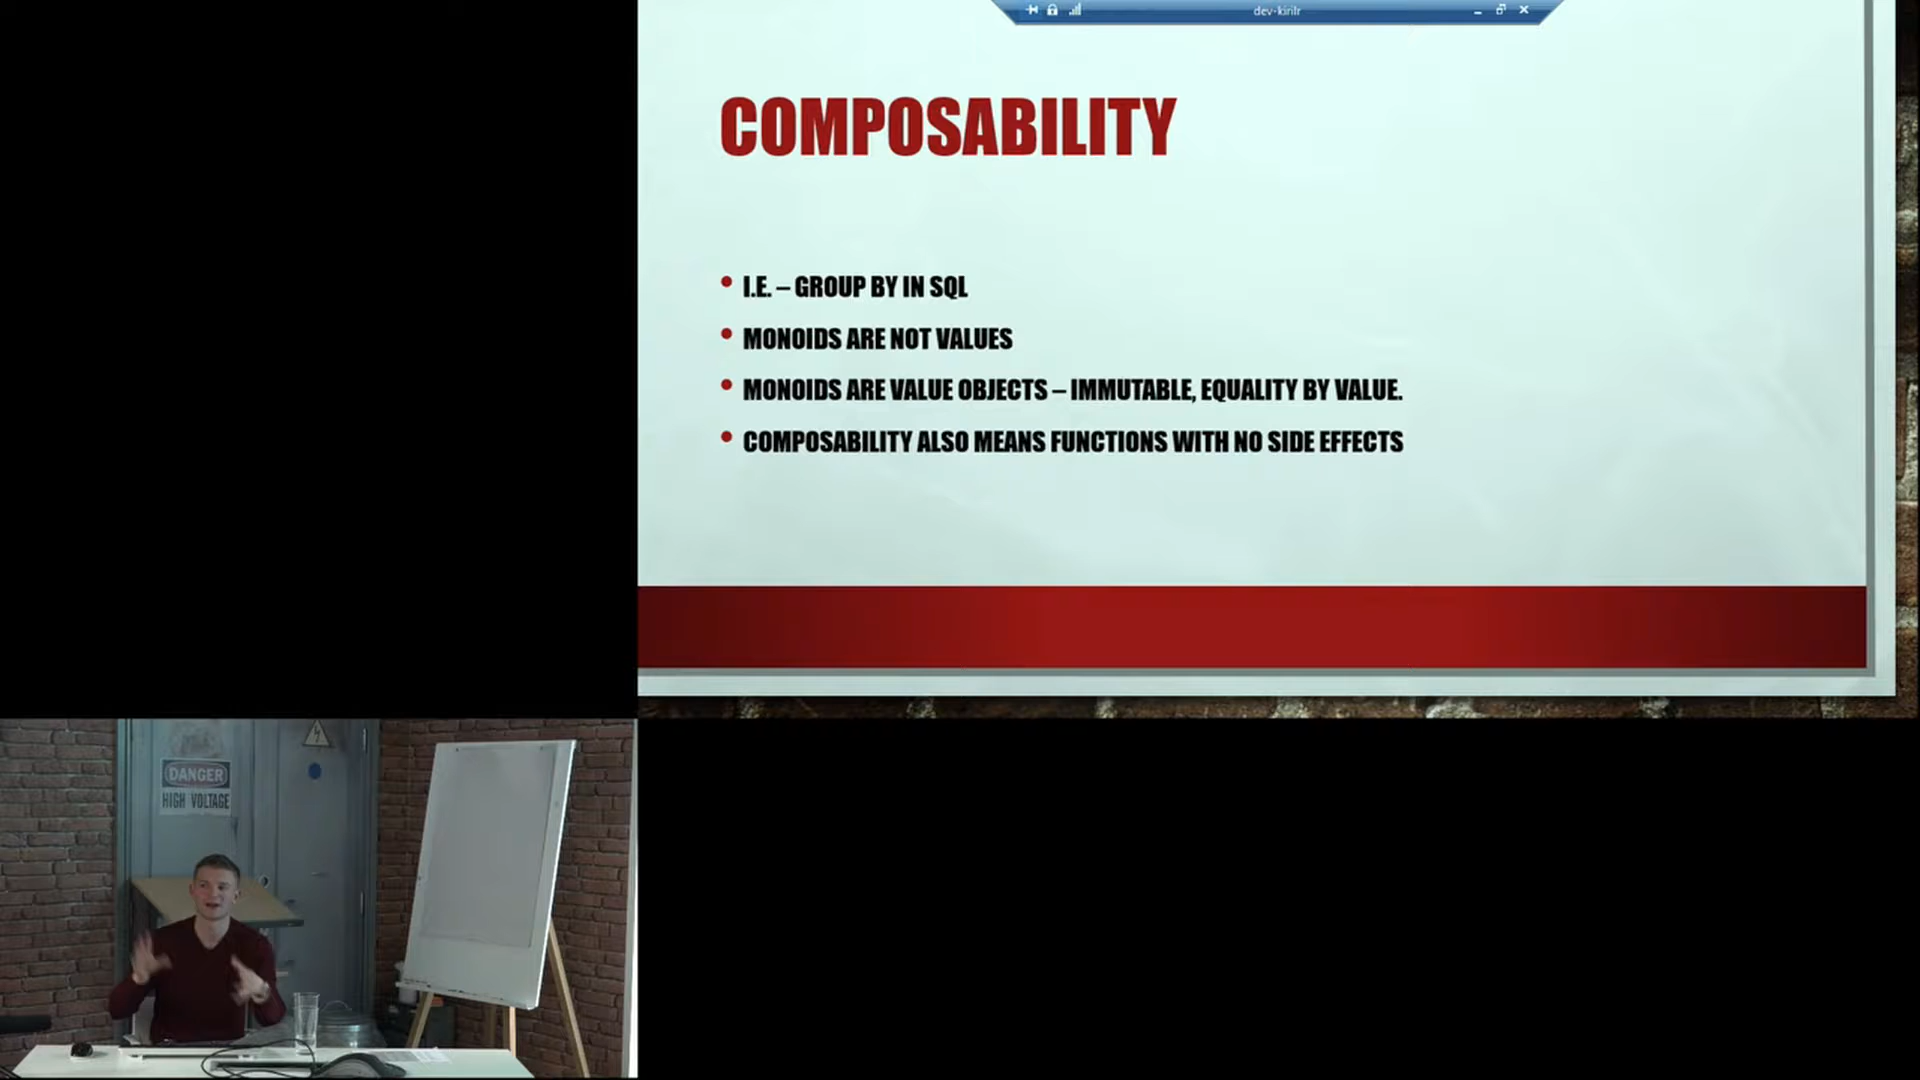 dev-kirilr
COMPOSABILITY
• I.E. – GROUP BY IN SQL
• MONOIDS ARE NOT VALUES
• MONOIDS ARE VALUE OBJECTS – IMMUTABLE, EQUALITY BY VALUE.
• COMPOSABILITY ALSO MEANS FUNCTIONS WITH NO SIDE EFFECTS
DANGER
HIGH VOLTAGE